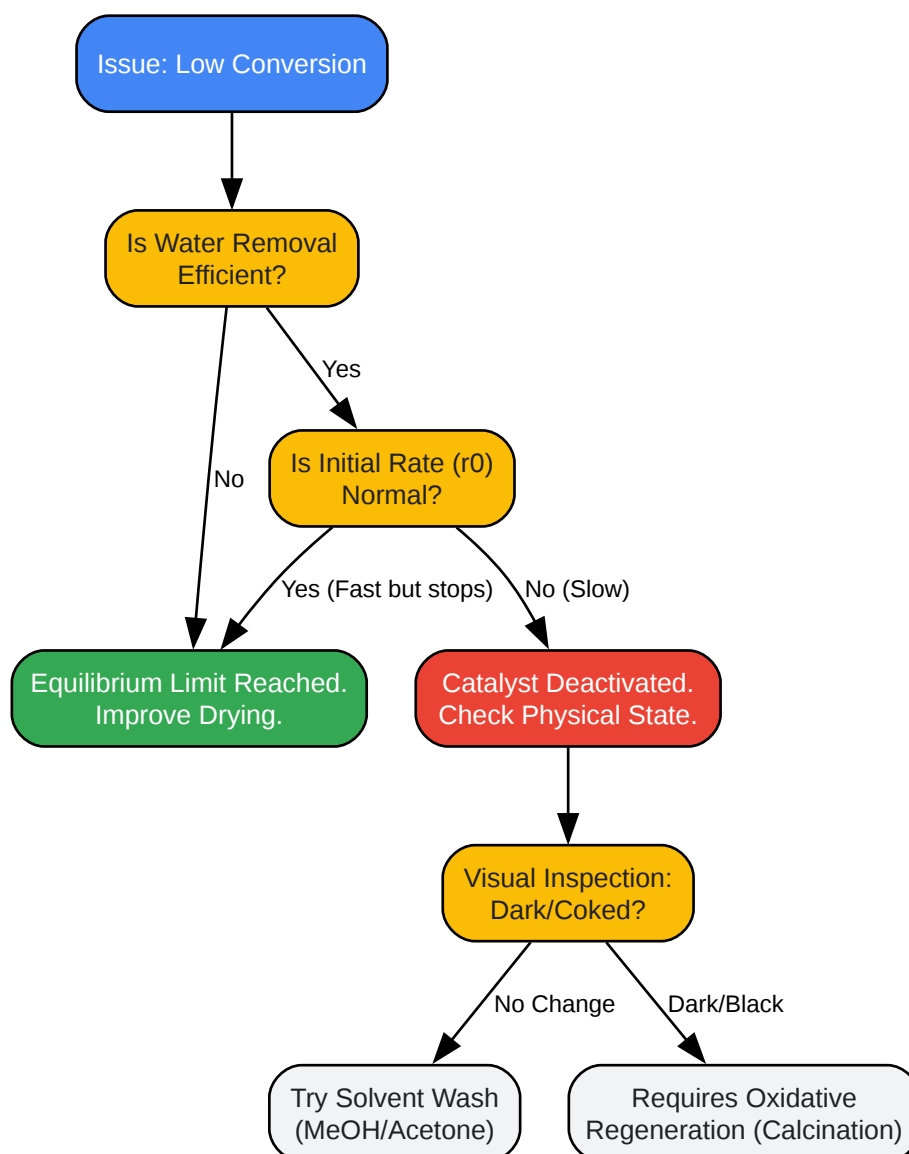 Issue: Low Conversion
Is Water Removal
Efficient?
Yes
Is Initial Rate (r0)
Normal?
No
Yes (Fast but stops)
No (Slow)
Equilibrium Limit Reached.
Improve Drying.
Catalyst Deactivated.
Check Physical State.
Visual Inspection:
Dark/Coked?
No Change
Dark/Black
Try Solvent Wash
(MeOH/Acetone)
Requires Oxidative
Regeneration (Calcination)